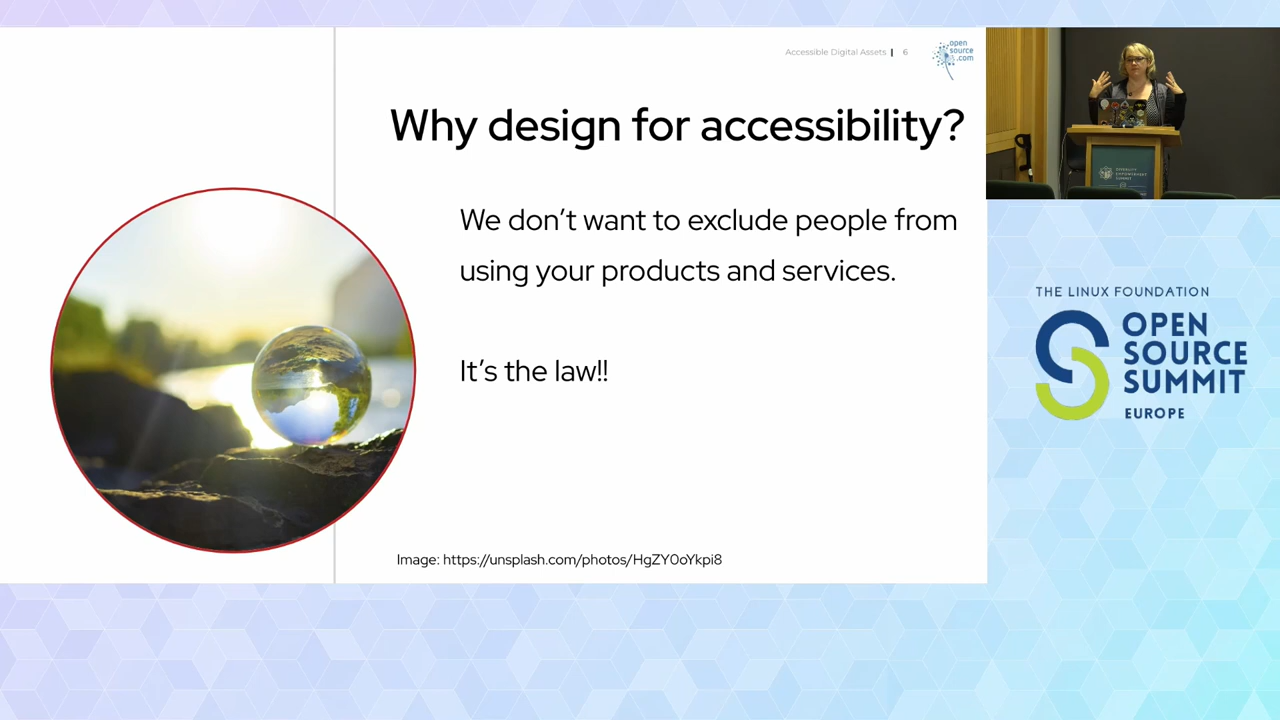 Accessible Digital Assets | 6
open
source
.com
Why design for accessibility?
We don't want to exclude people from
using your products and services.
It's the law!!
Image: https://unsplash.com/photos/HgZY0oYkpi8
THE LINUX FOUNDATION
OPEN
SOURCE
SUMMIT
EUROPE